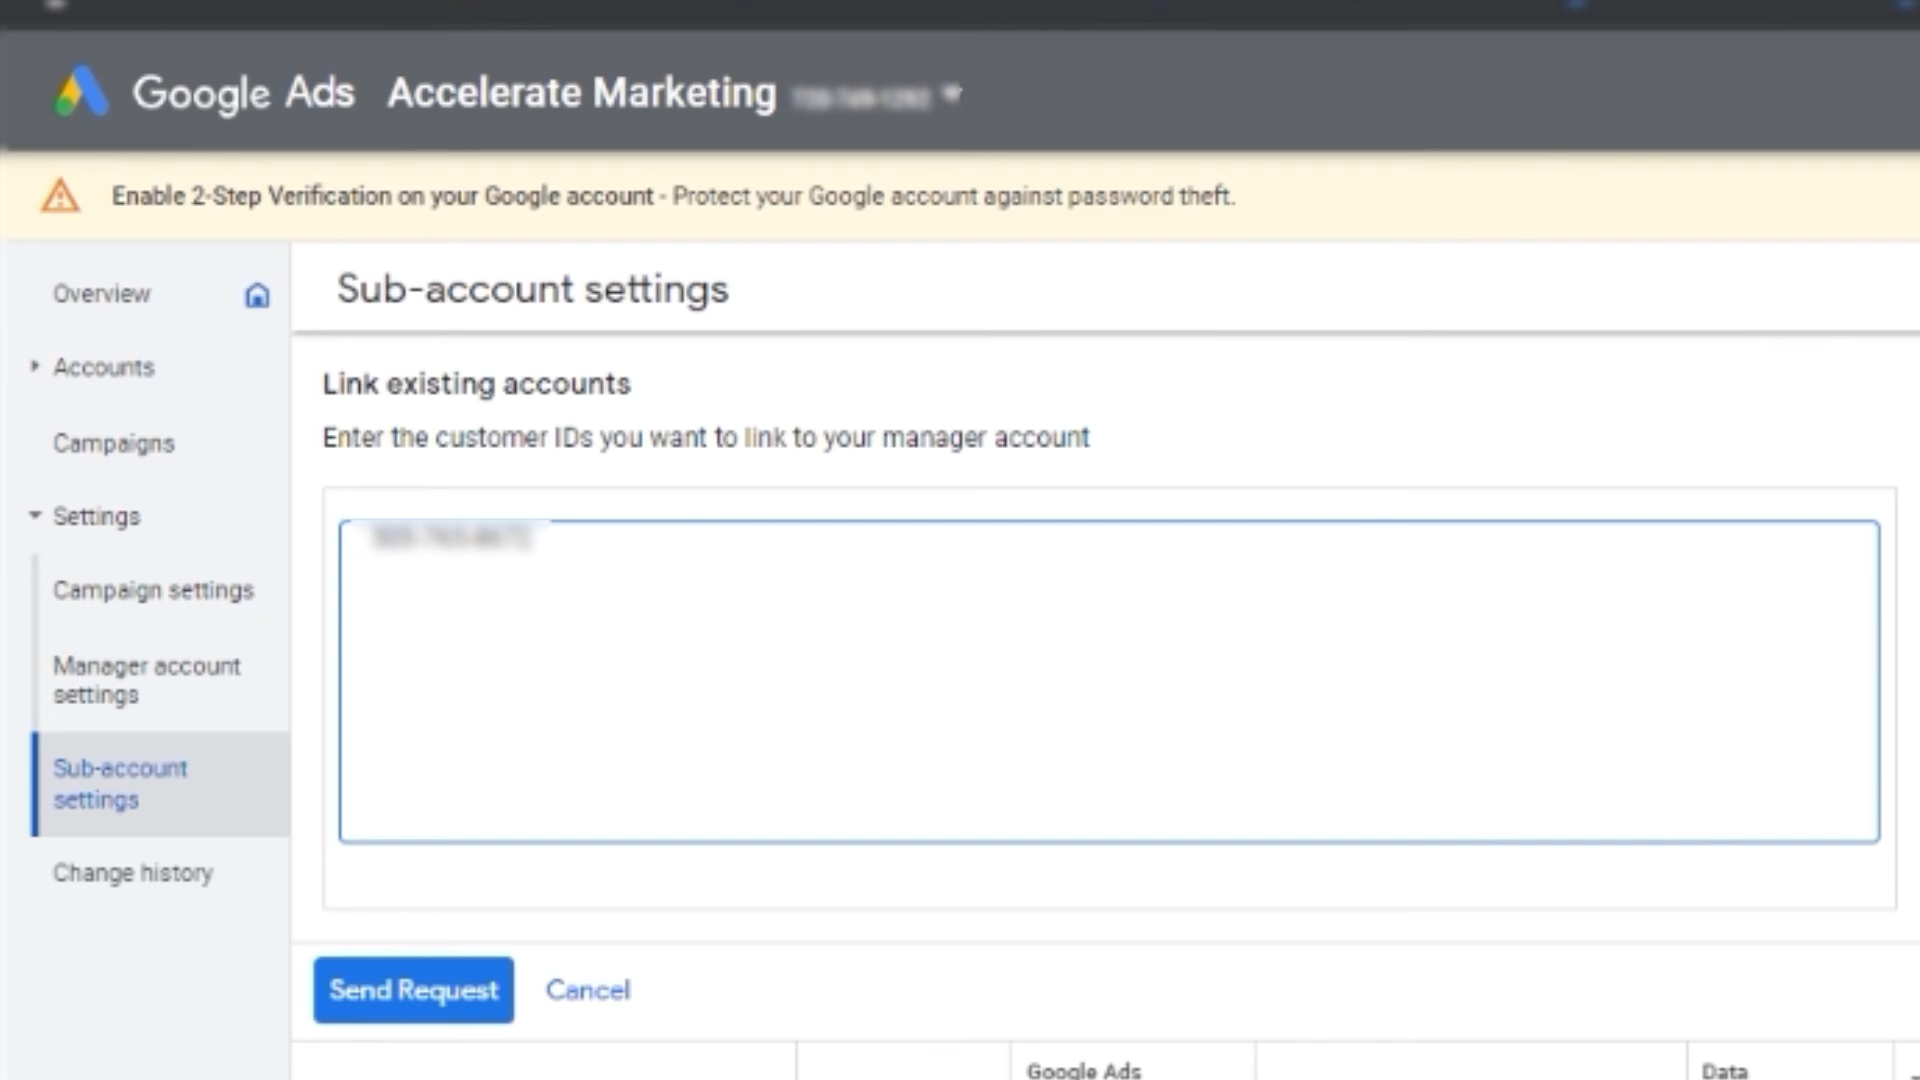 Google Ads Accelerate Marketing
Enable 2-Step Verification on your Google account - Protect your Google account against password theft.
Overview
Accounts
Campaigns
Settings
Campaign settings
Manager account
settings
Sub-account
settings
Change history
Sub-account settings
Link existing accounts
Enter the customer IDs you want to link to your manager account
Send Request Cancel
Google Ads Data